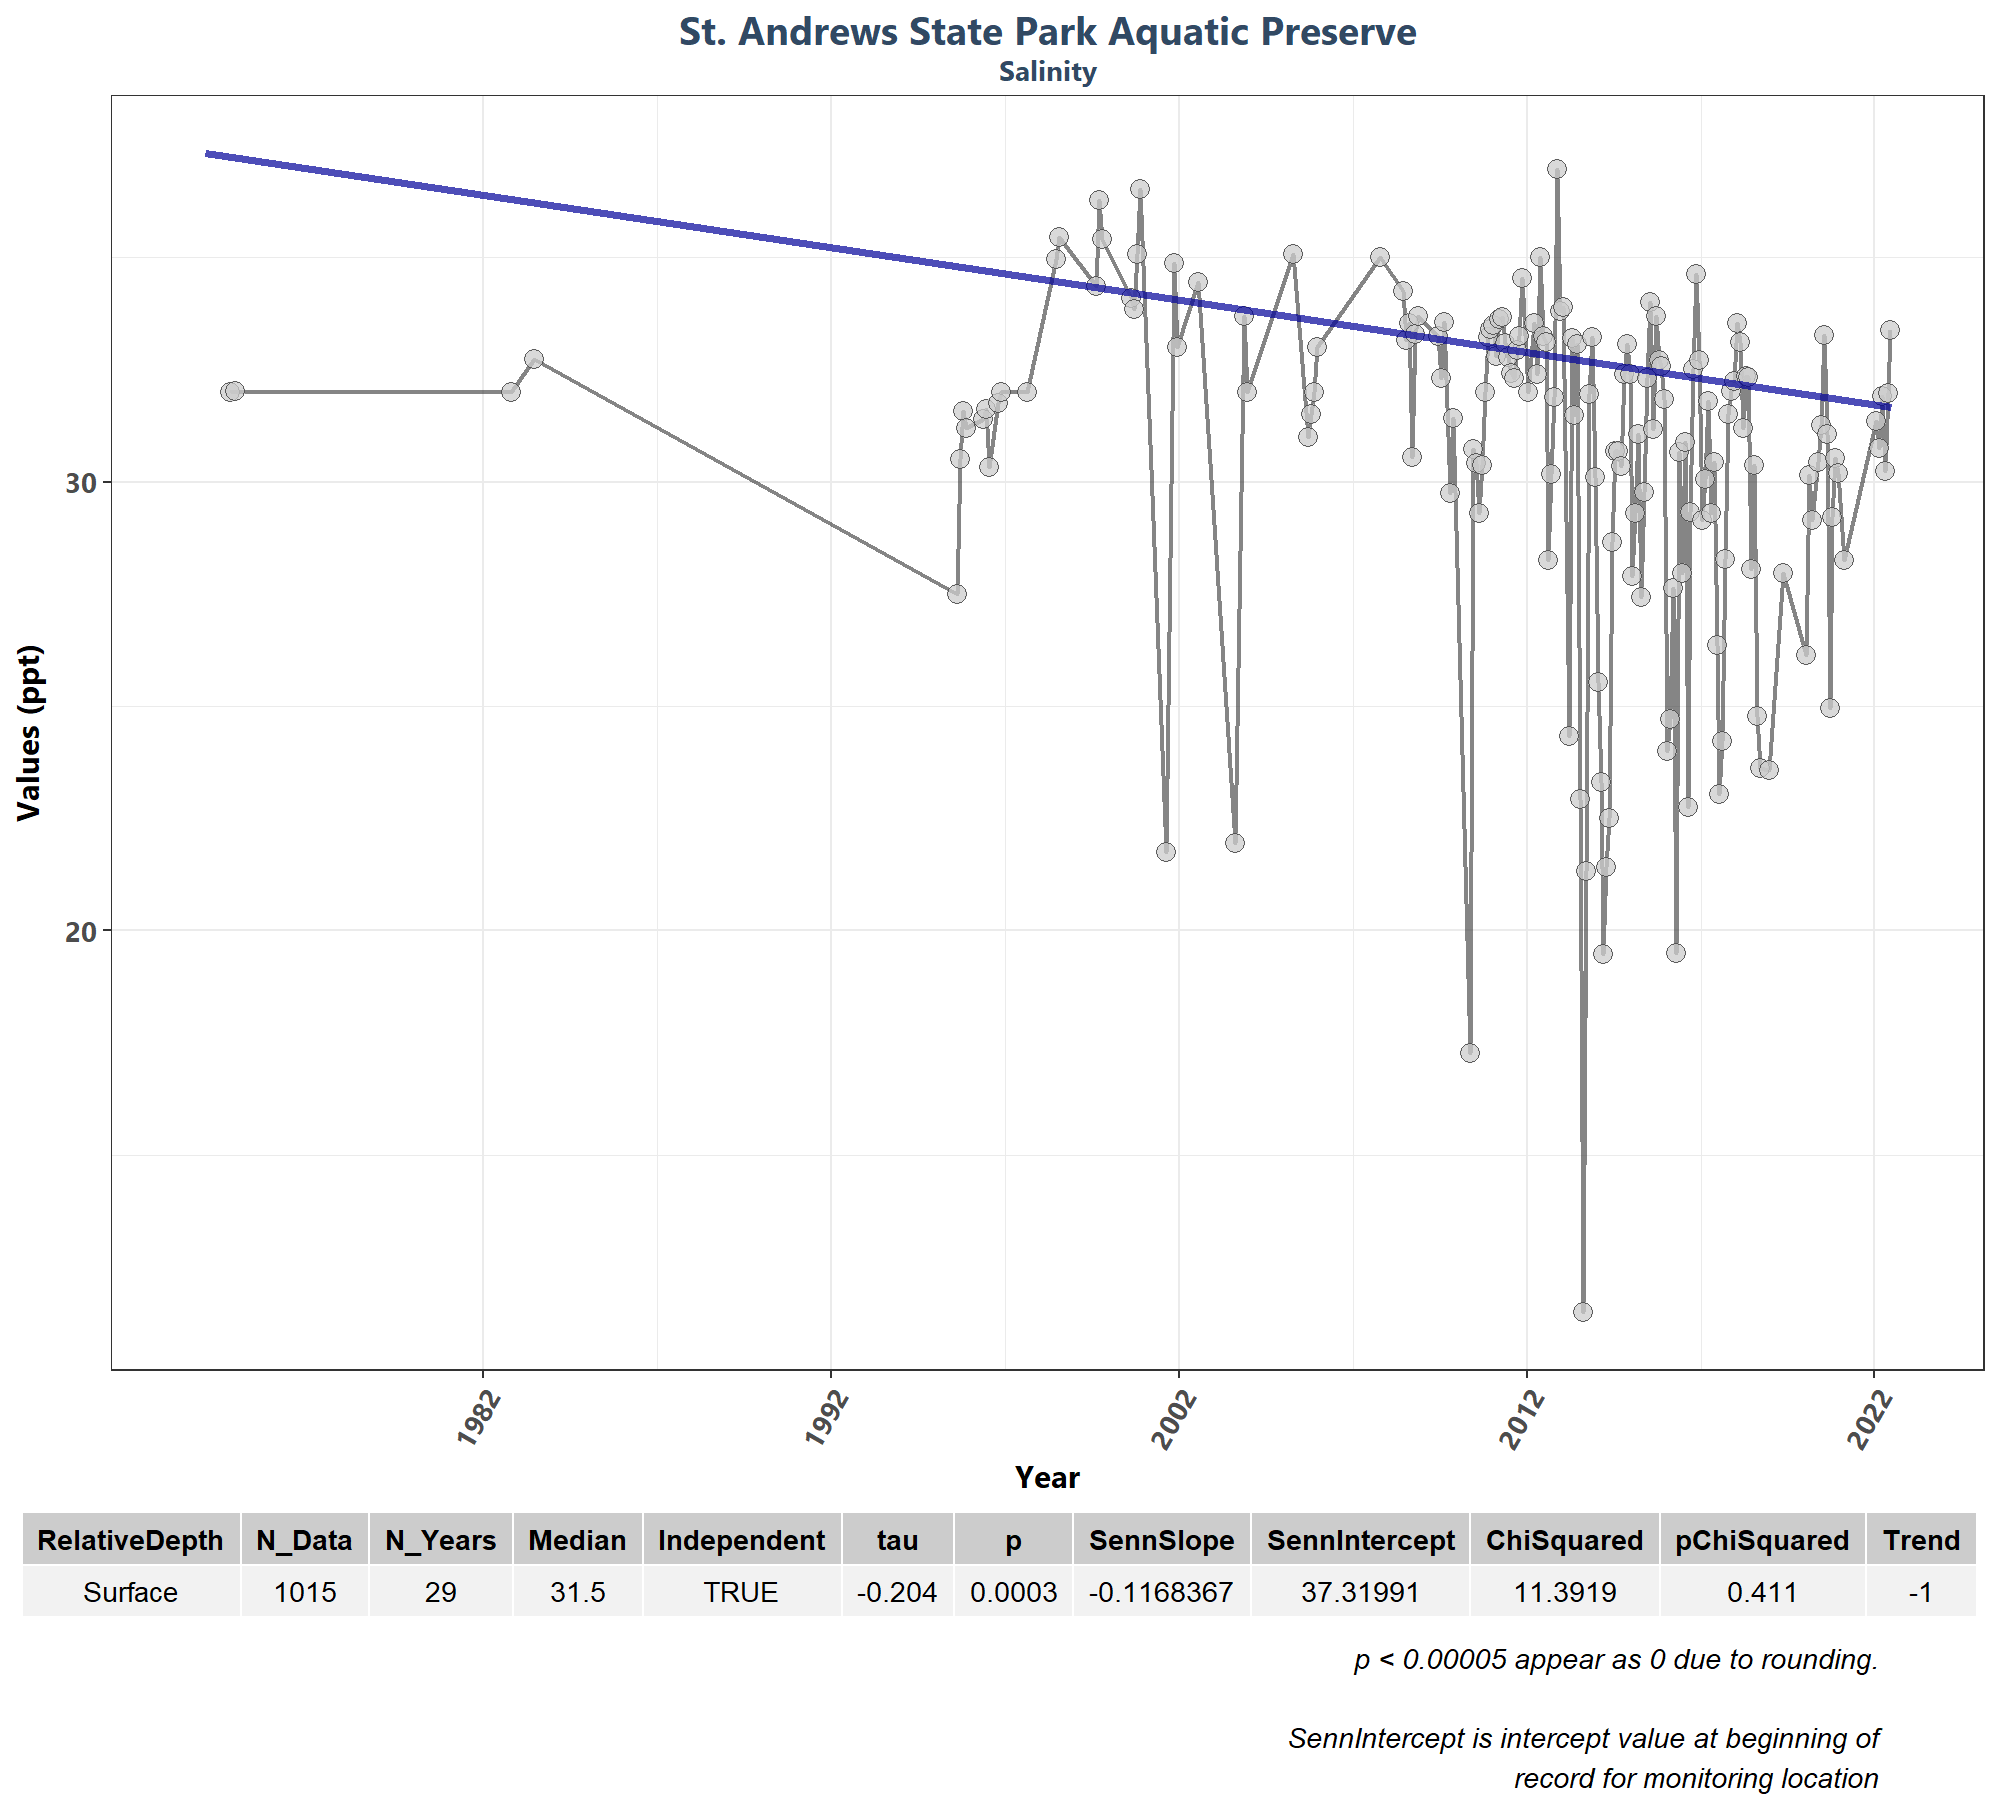 St. Andrews State Park Aquatic Preserve
Salinity
Values (ppt)
30
20
1982
1992
2002
2012
2022
Year
RelativeDepth N_Data N_Years Median Independent tau p SennSlope SennIntercept ChiSquared pChiSquared Trend
Surface 1015 29 31.5 TRUE -0.204 0.0003 -0.1168367 37.31991 11.3919 0.411 -1
p < 0.00005 appear as 0 due to rounding.
SennIntercept is intercept value at beginning of
record for monitoring location